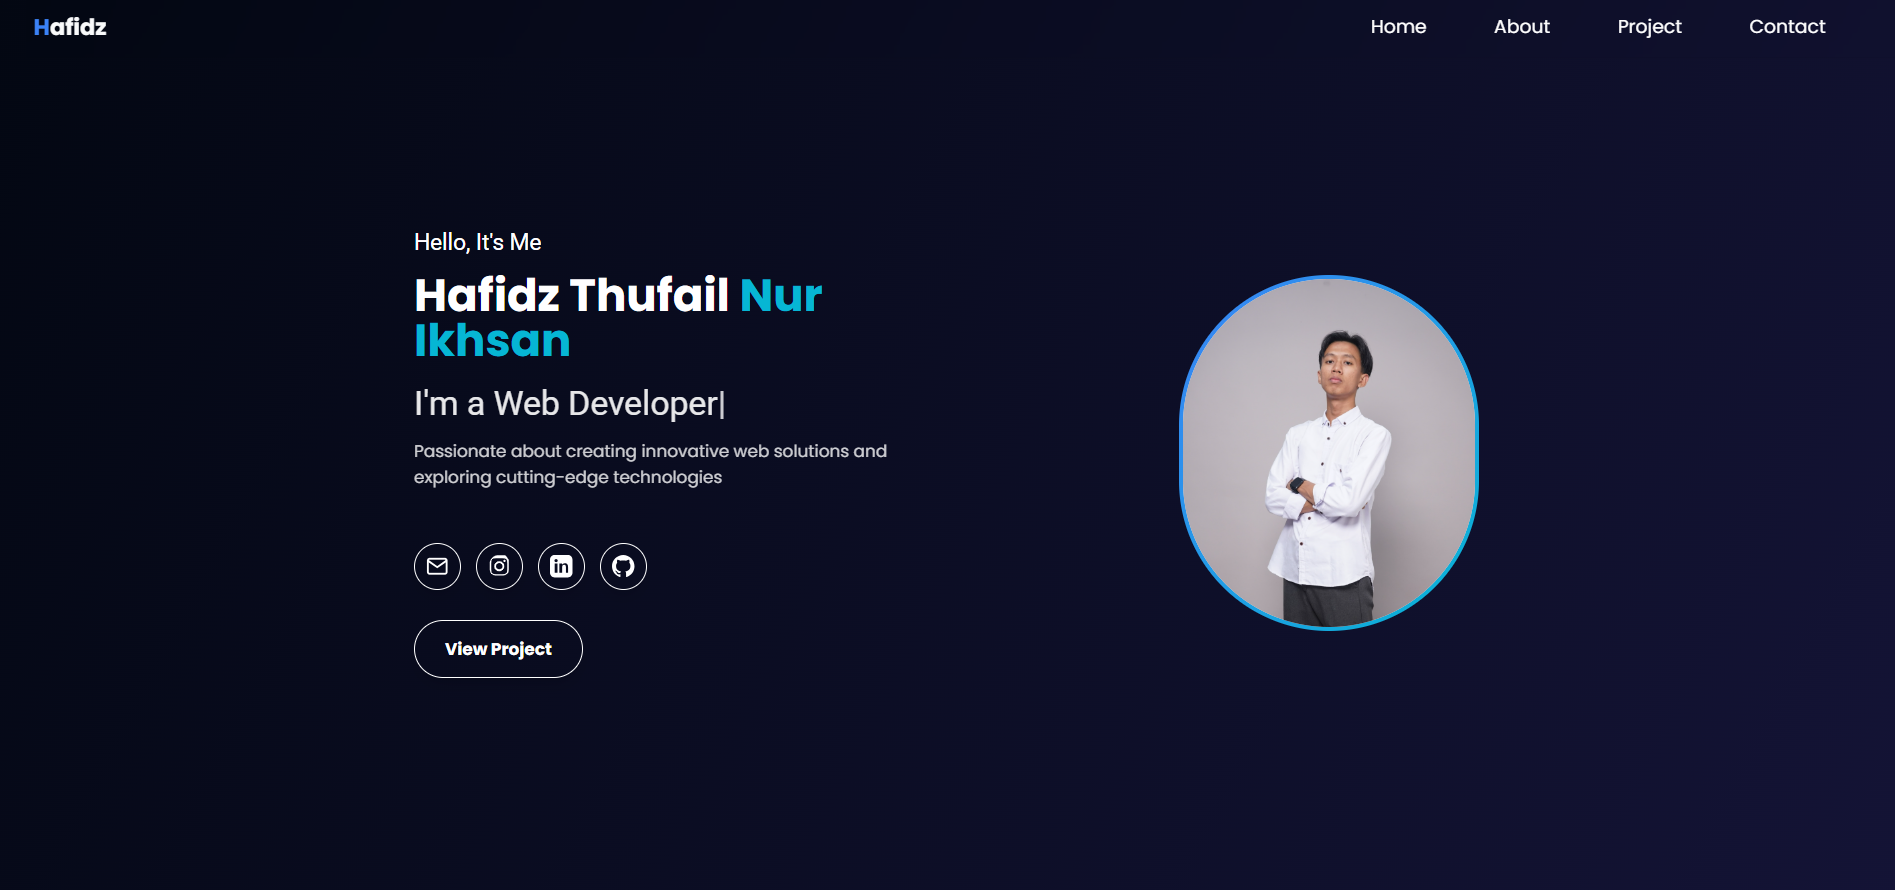 Hafidz
Home
About
Project
Contact
Hello, It's Me
Hafidz Thufail Nur
Ikhsan
I'm a Web Developer|
Passionate about creating innovative web solutions and
exploring cutting-edge technologies
in
View Project